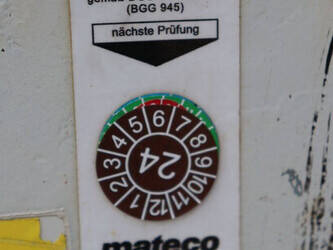 (BGG 945)
nächste Prüfung
1 2 3 4 5 6 7 8 9 10 11 12
24
mateco